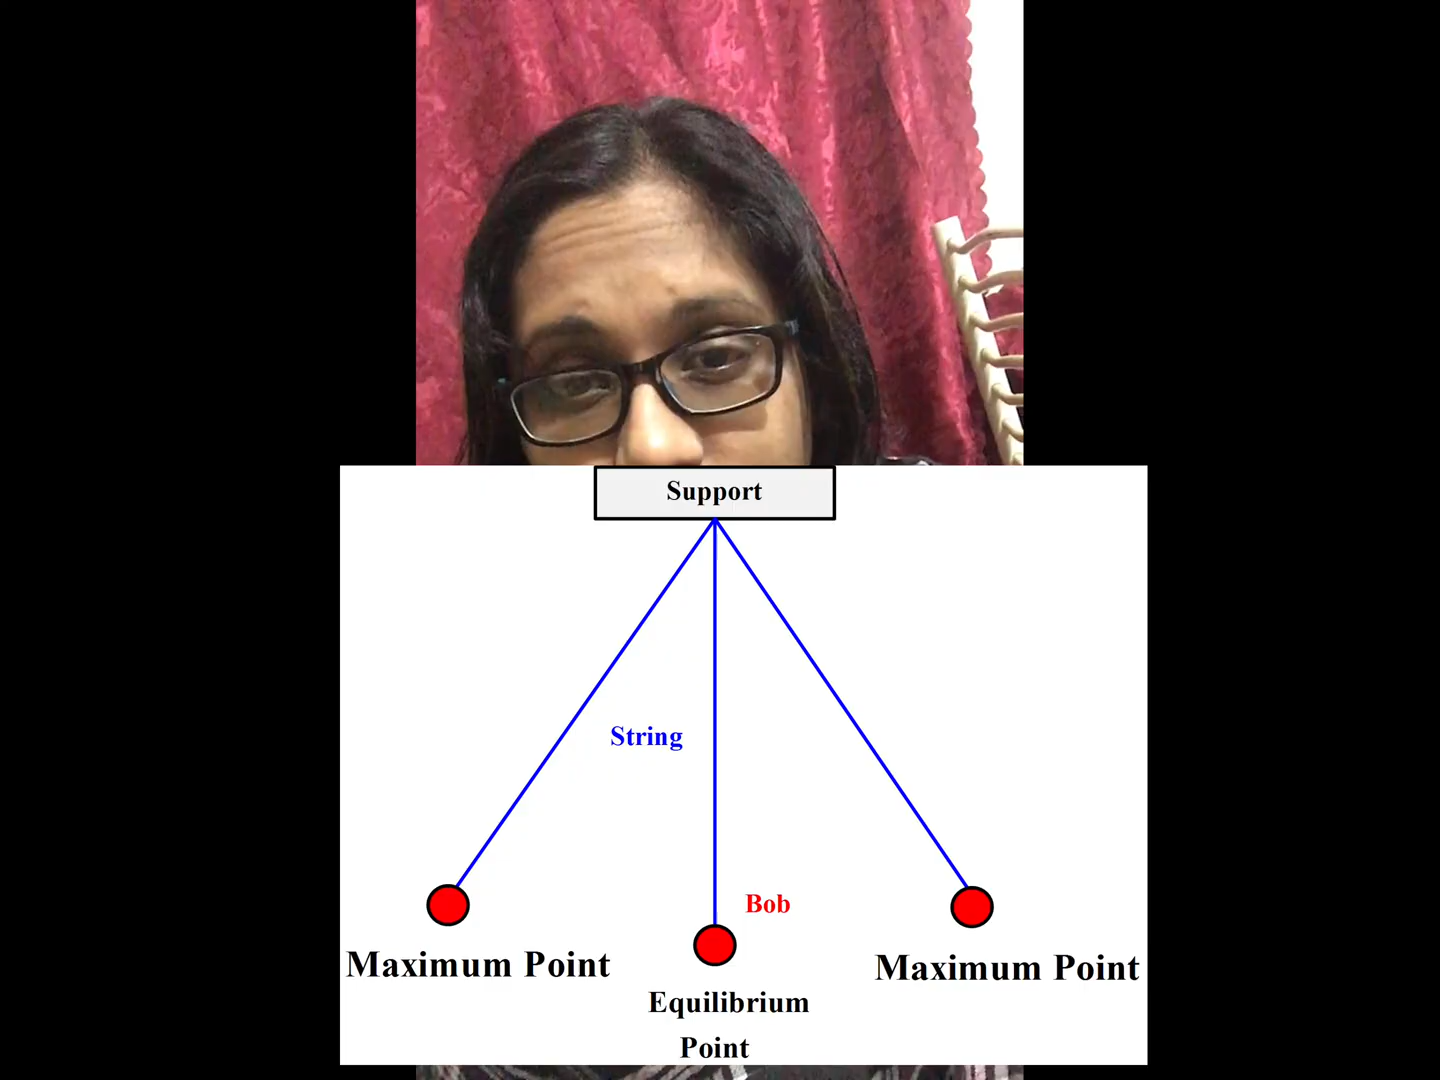 Support
String
Bob
Maximum Point
Maximum Point
Equilibrium
Point